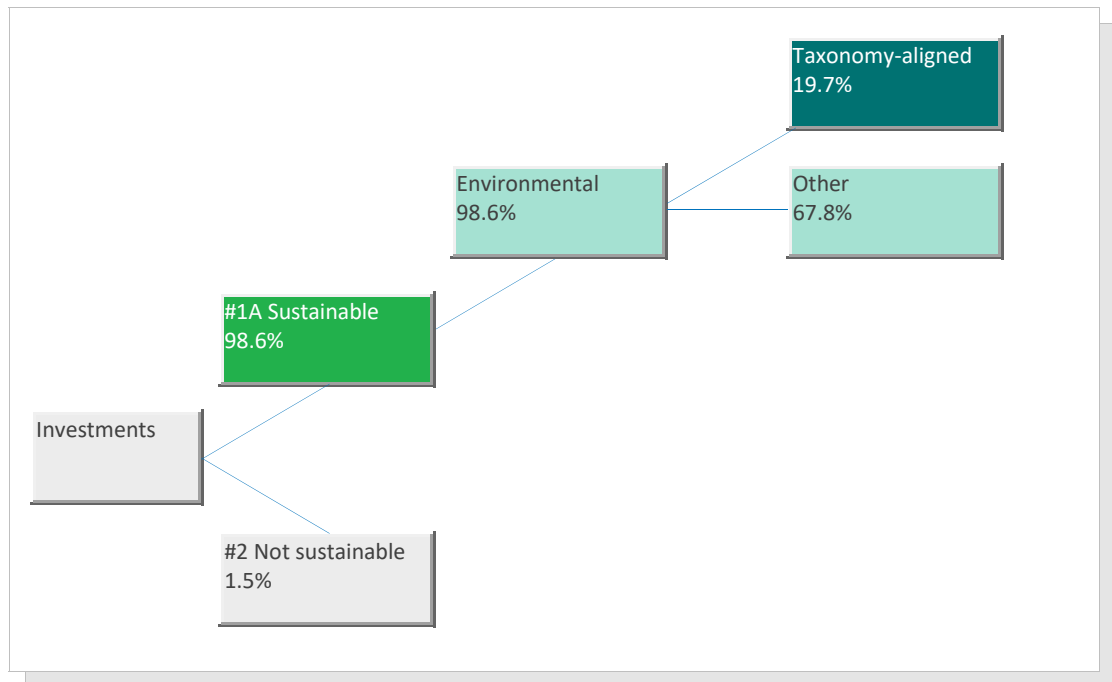 Taxonomy-aligned
19.7%
Environmental
98.6%
Other
67.8%
#1A Sustainable
98.6%
Investments
#2 Not sustainable
1.5%